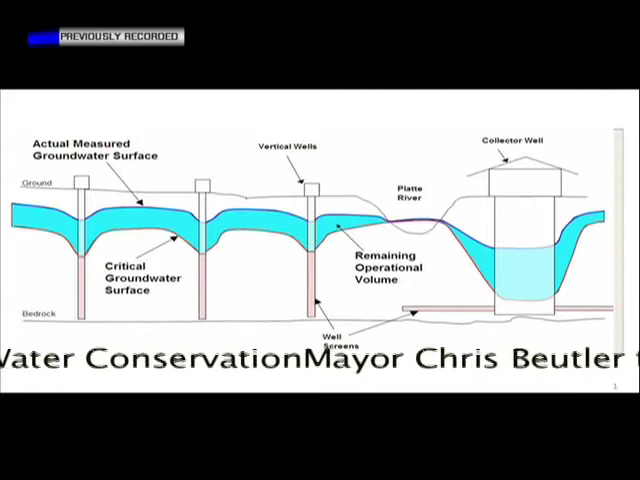 PREVIOUSLY RECORDED
Actual Measured
Groundwater Surface
Vertical Wells
Collector Well
Ground
Platte
River
Critical
Groundwater
Surface
Remaining
Operational
Volume
Bedrock
Well
Screens
Water ConservationMayor Chris Beutler
1